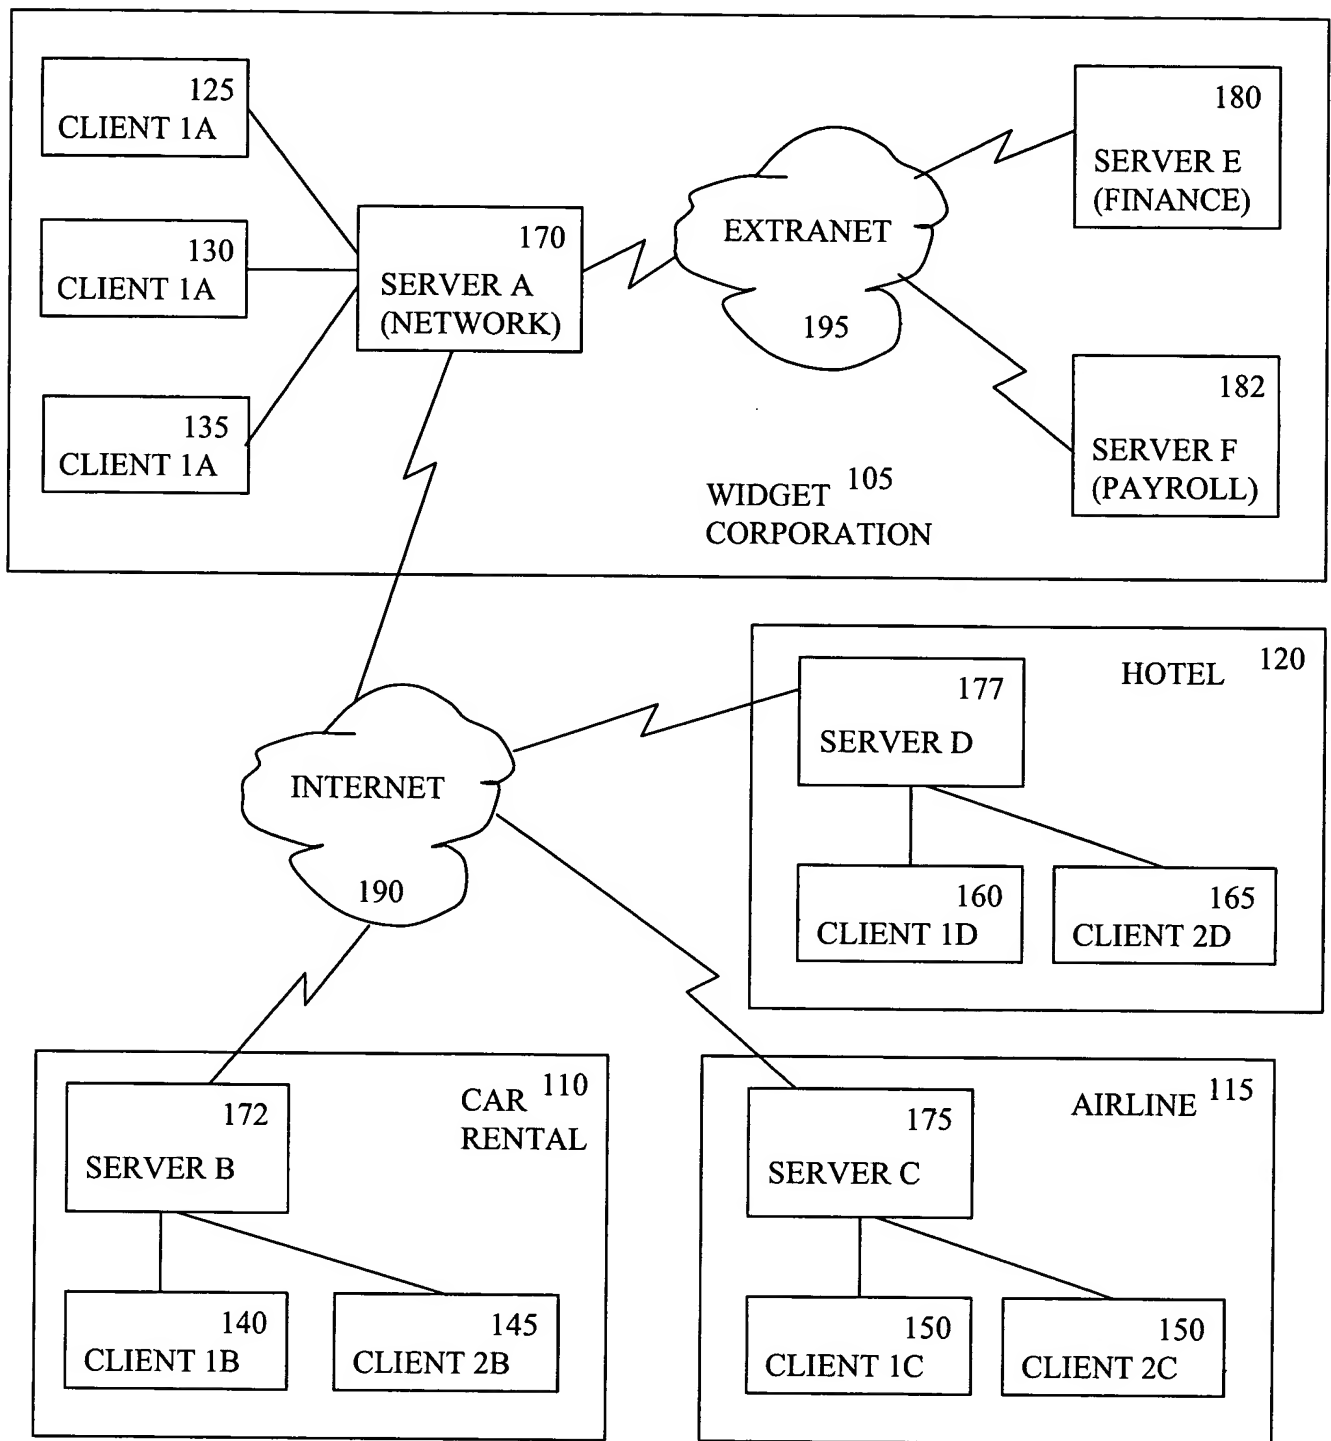 125
CLIENT 1A
130
CLIENT 1A
135
CLIENT 1A
170
SERVER A
(NETWORK)
EXTRANET
195
180
SERVER E
(FINANCE)
182
SERVER F
(PAYROLL)
WIDGET 105
CORPORATION
INTERNET
190
HOTEL 120
177
SERVER D
160
CLIENT 1D
165
CLIENT 2D
CAR 110
RENTAL
172
SERVER B
140
CLIENT 1B
145
CLIENT 2B
AIRLINE 115
175
SERVER C
150
CLIENT 1C
150
CLIENT 2C